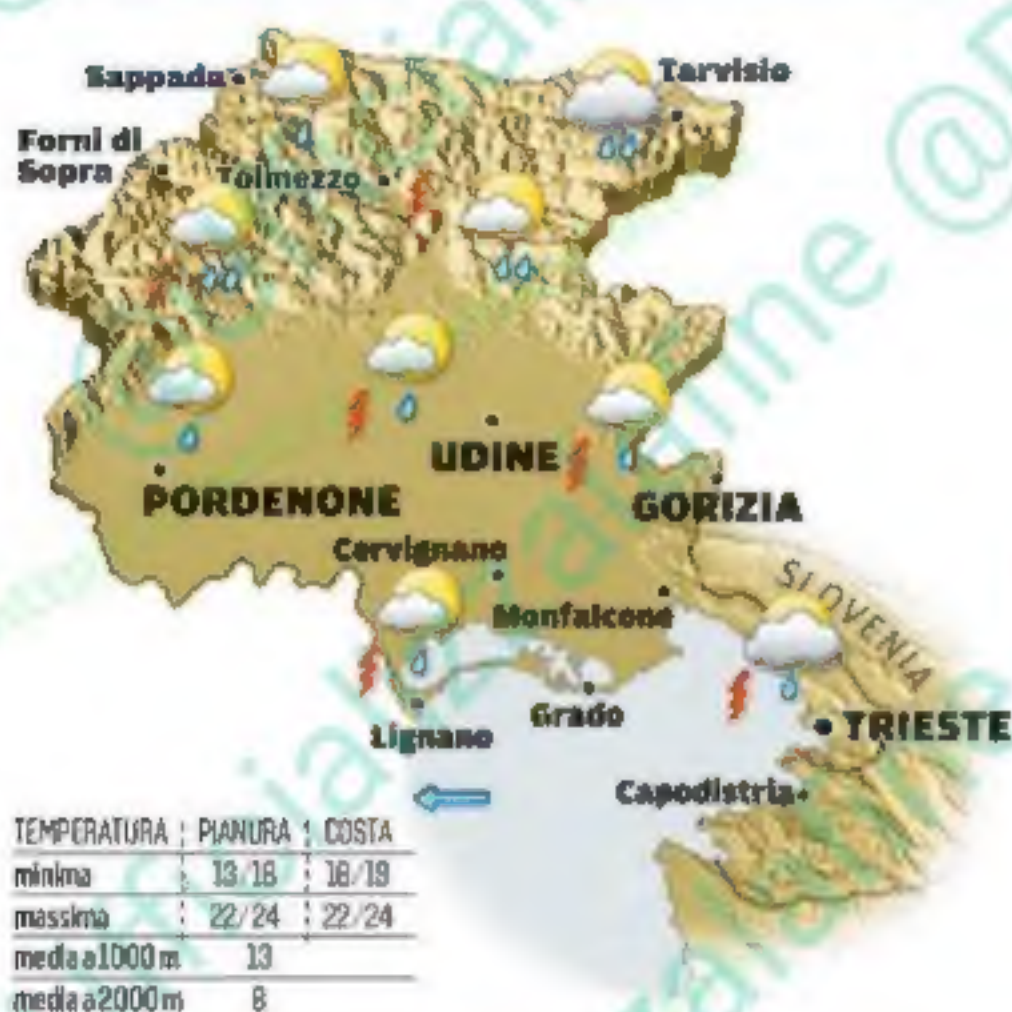 Sappada
Tarvisio
Forni di
Sopra
Tolmezzo
UDINE
PORDENONE
GORIZIA
Cervignano
SLOVENIA
Monfalcone
Grado
TRIESTE
Lignano
Capodistria
TEMPERATURA PIANURA COSTA
minima 13/16 18/19
massima 22/24 22/24
media a 1000 m 13
media a 2000 m 8